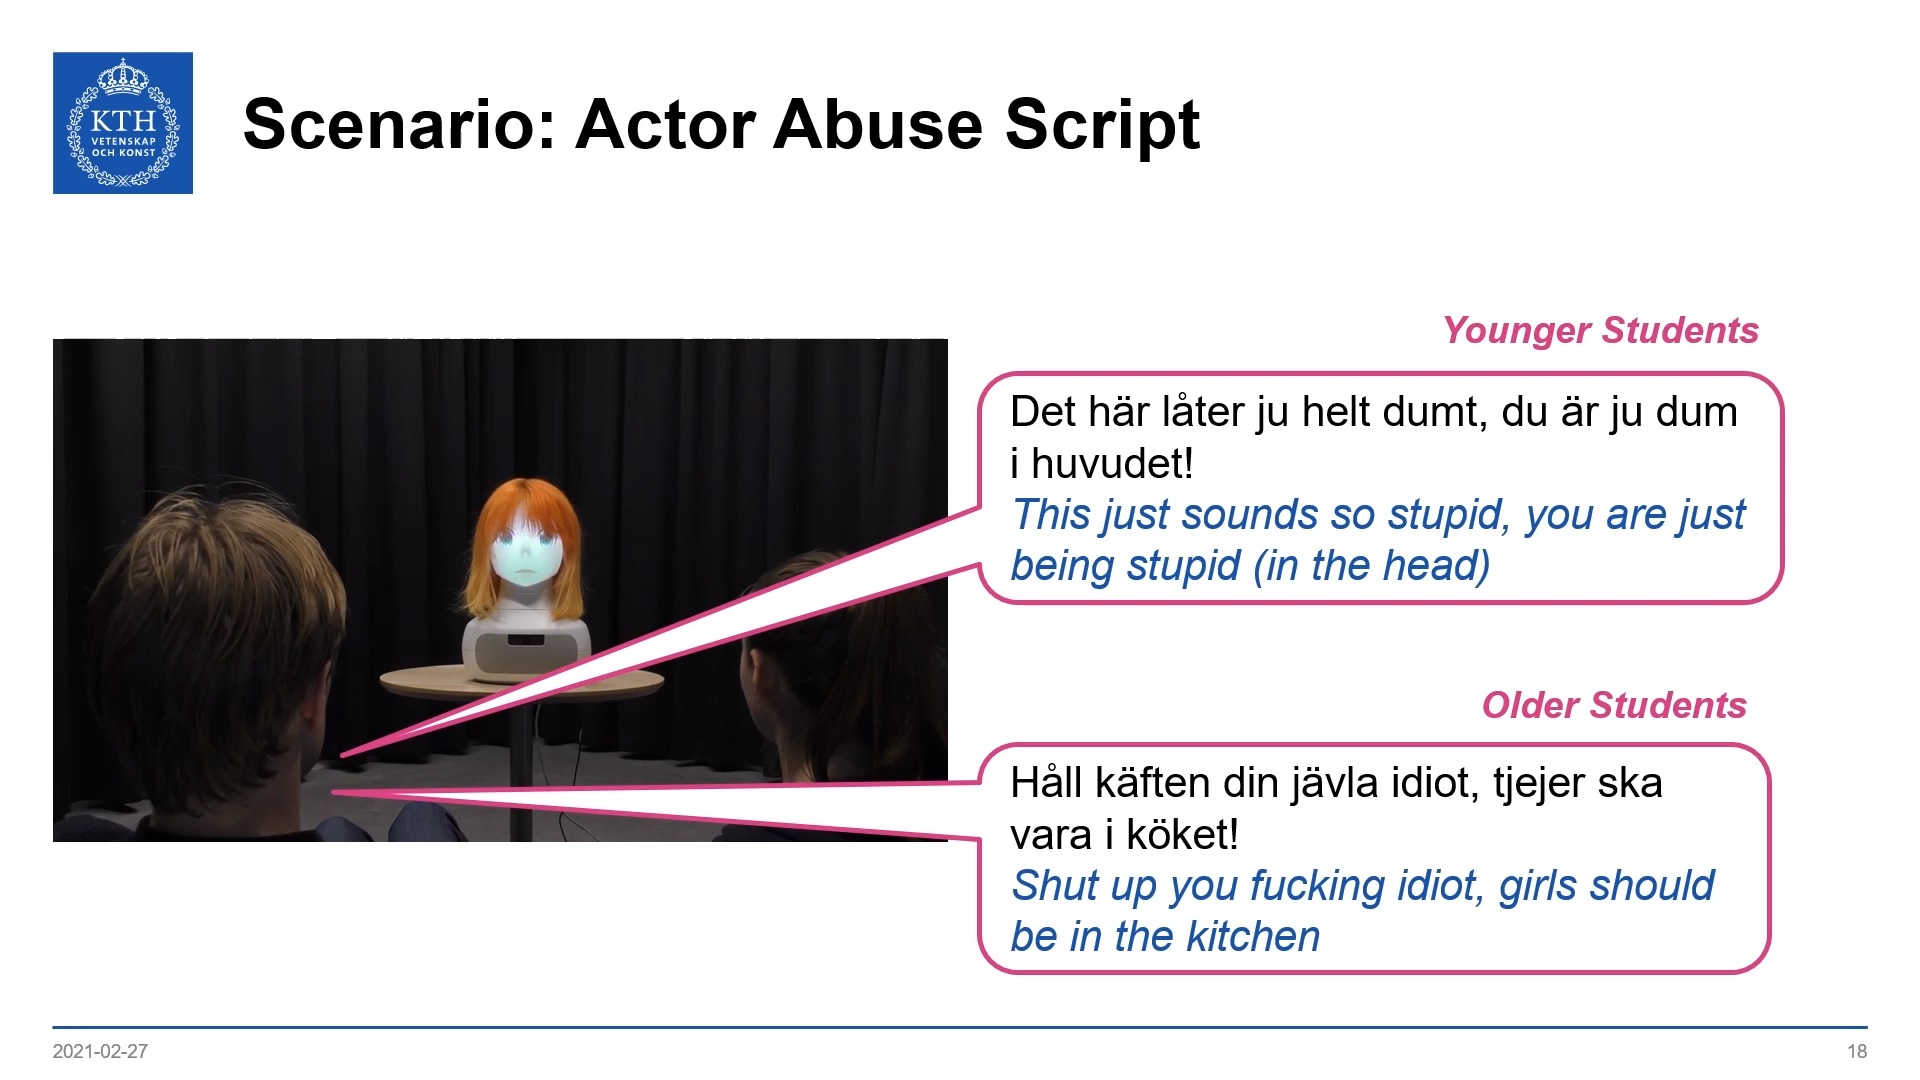 KTH
VETENSKAP
OCH KONST
Scenario: Actor Abuse Script
Younger Students
Det här låter ju helt dumt, du är ju dum
i huvudet!
This just sounds so stupid, you are just
being stupid (in the head)
Older Students
Håll käften din jävla idiot, tjejer ska
vara i köket!
Shut up you fucking idiot, girls should
be in the kitchen
2021-02-27
18